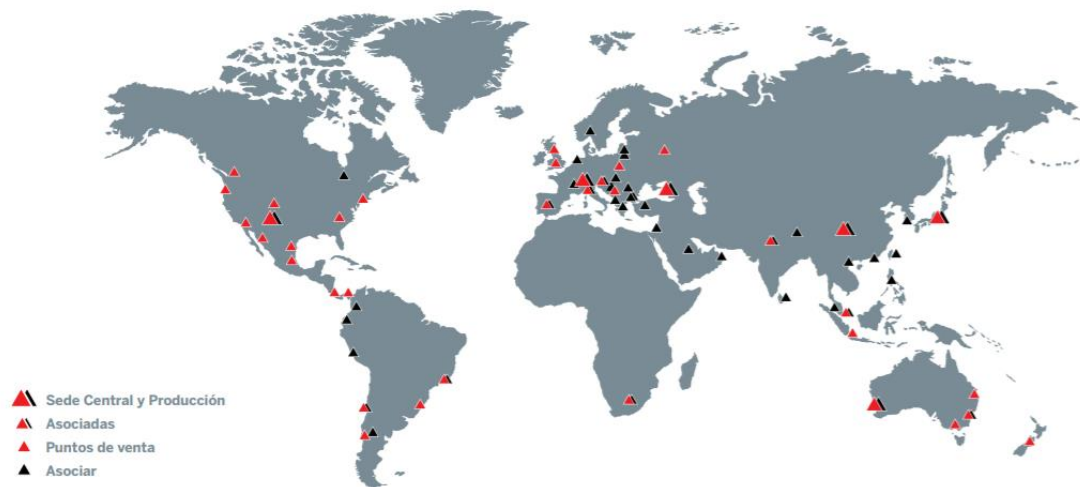 Sede Central y Producción
Asociadas
Puntos de venta
Asociar